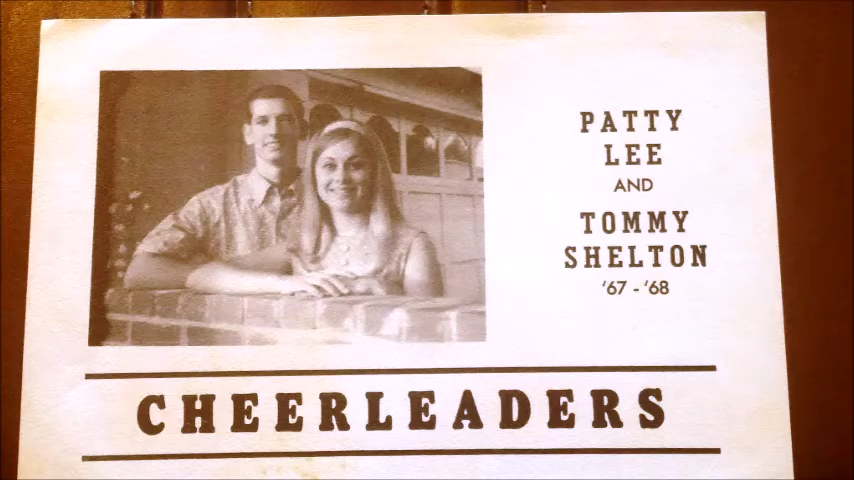 PATTY
LEE
AND
TOMMY
SHELTON
'67 - '68
CHEERLEADERS